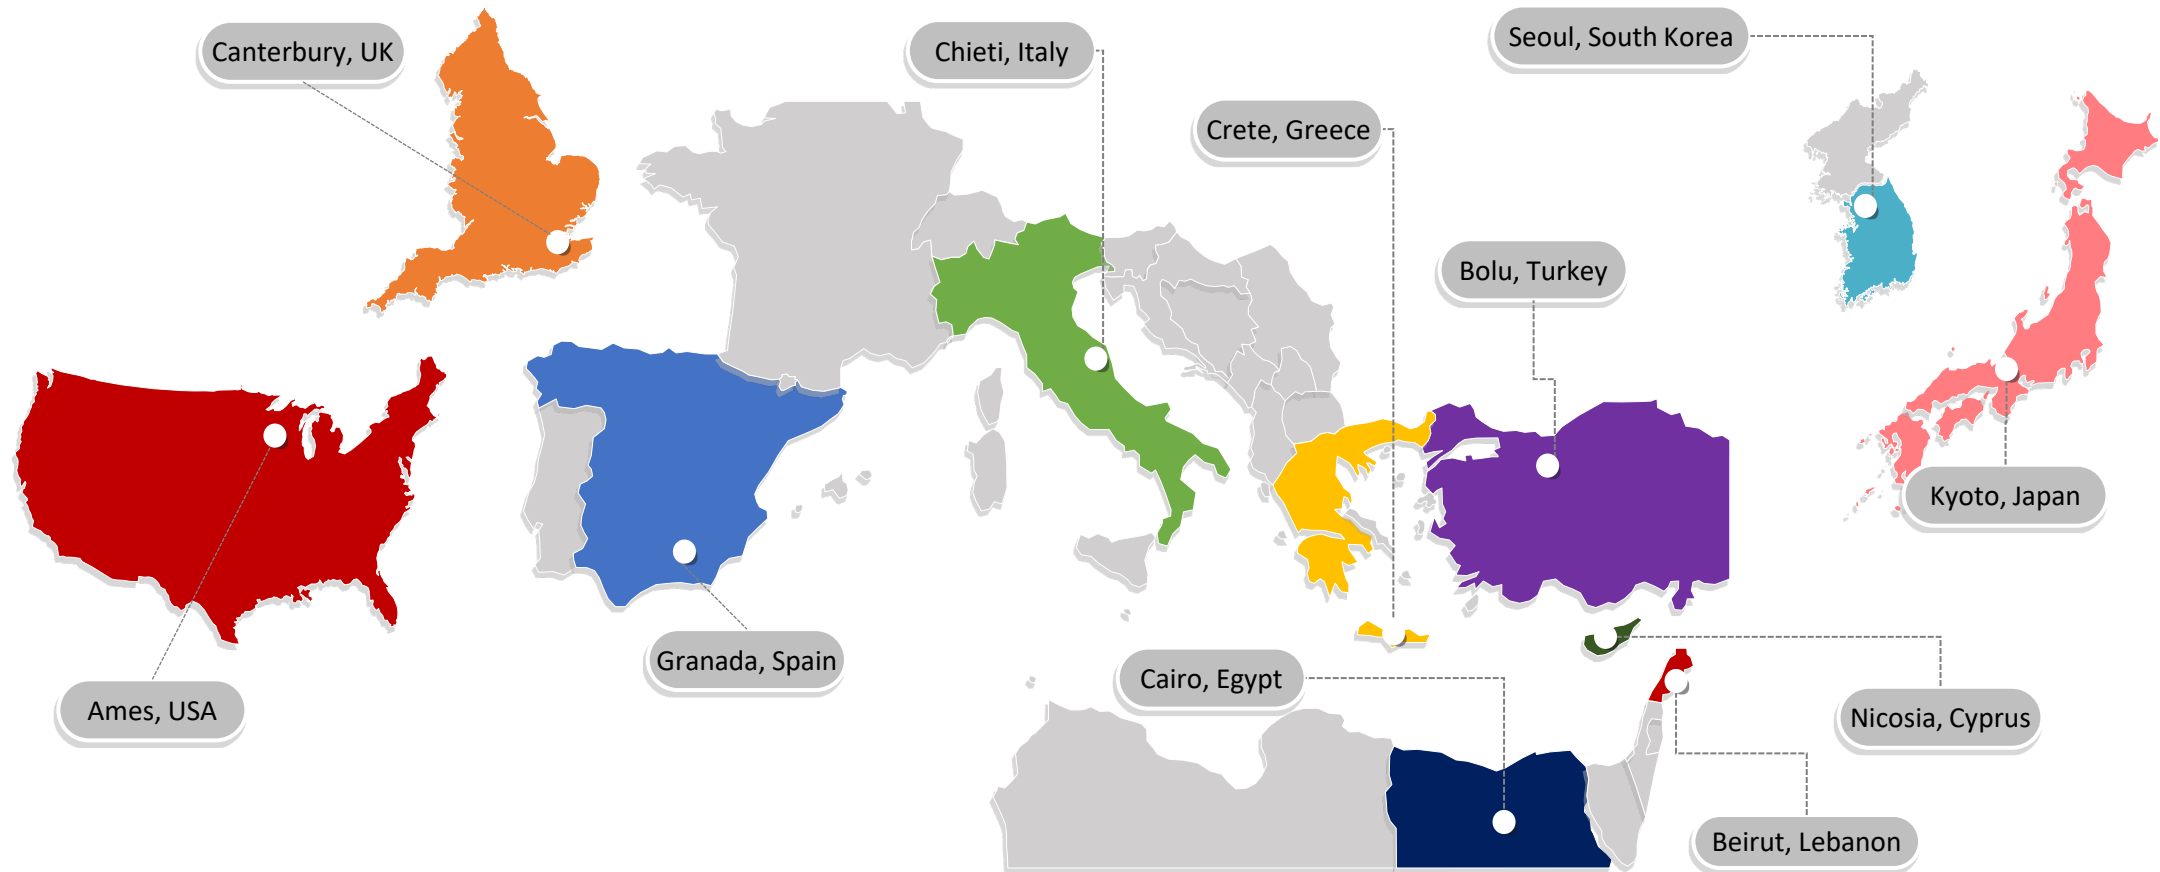 Canterbury, UK
Chieti, Italy
Seoul, South Korea
Crete, Greece
Bolu, Turkey
Kyoto, Japan
Granada, Spain
Cairo, Egypt
Ames, USA
Nicosia, Cyprus
Beirut, Lebanon